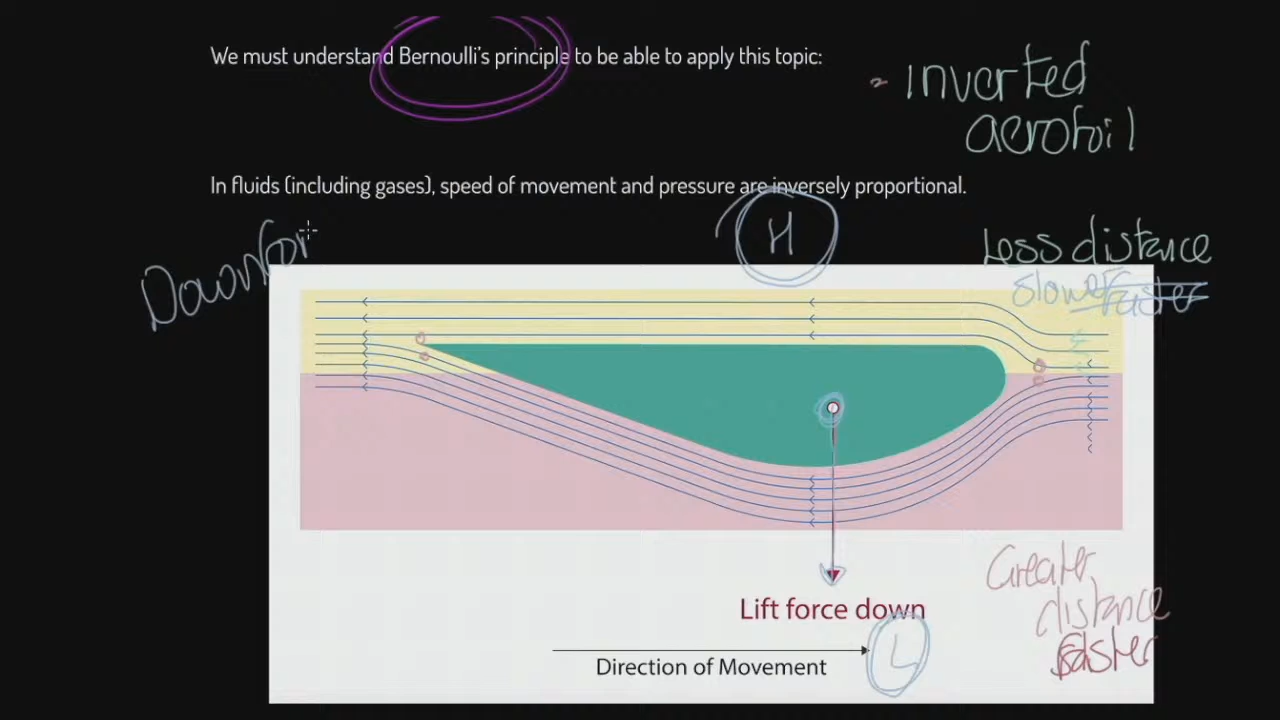 We must understand Bernoulli's principle to be able to apply this topic:
- inverted
aerofoil
In fluids (including gases), speed of movement and pressure are inversely proportional.
H
Less distance
Downfor
slower faster
Greater
distance
faster
Lift force down
L
Direction of Movement